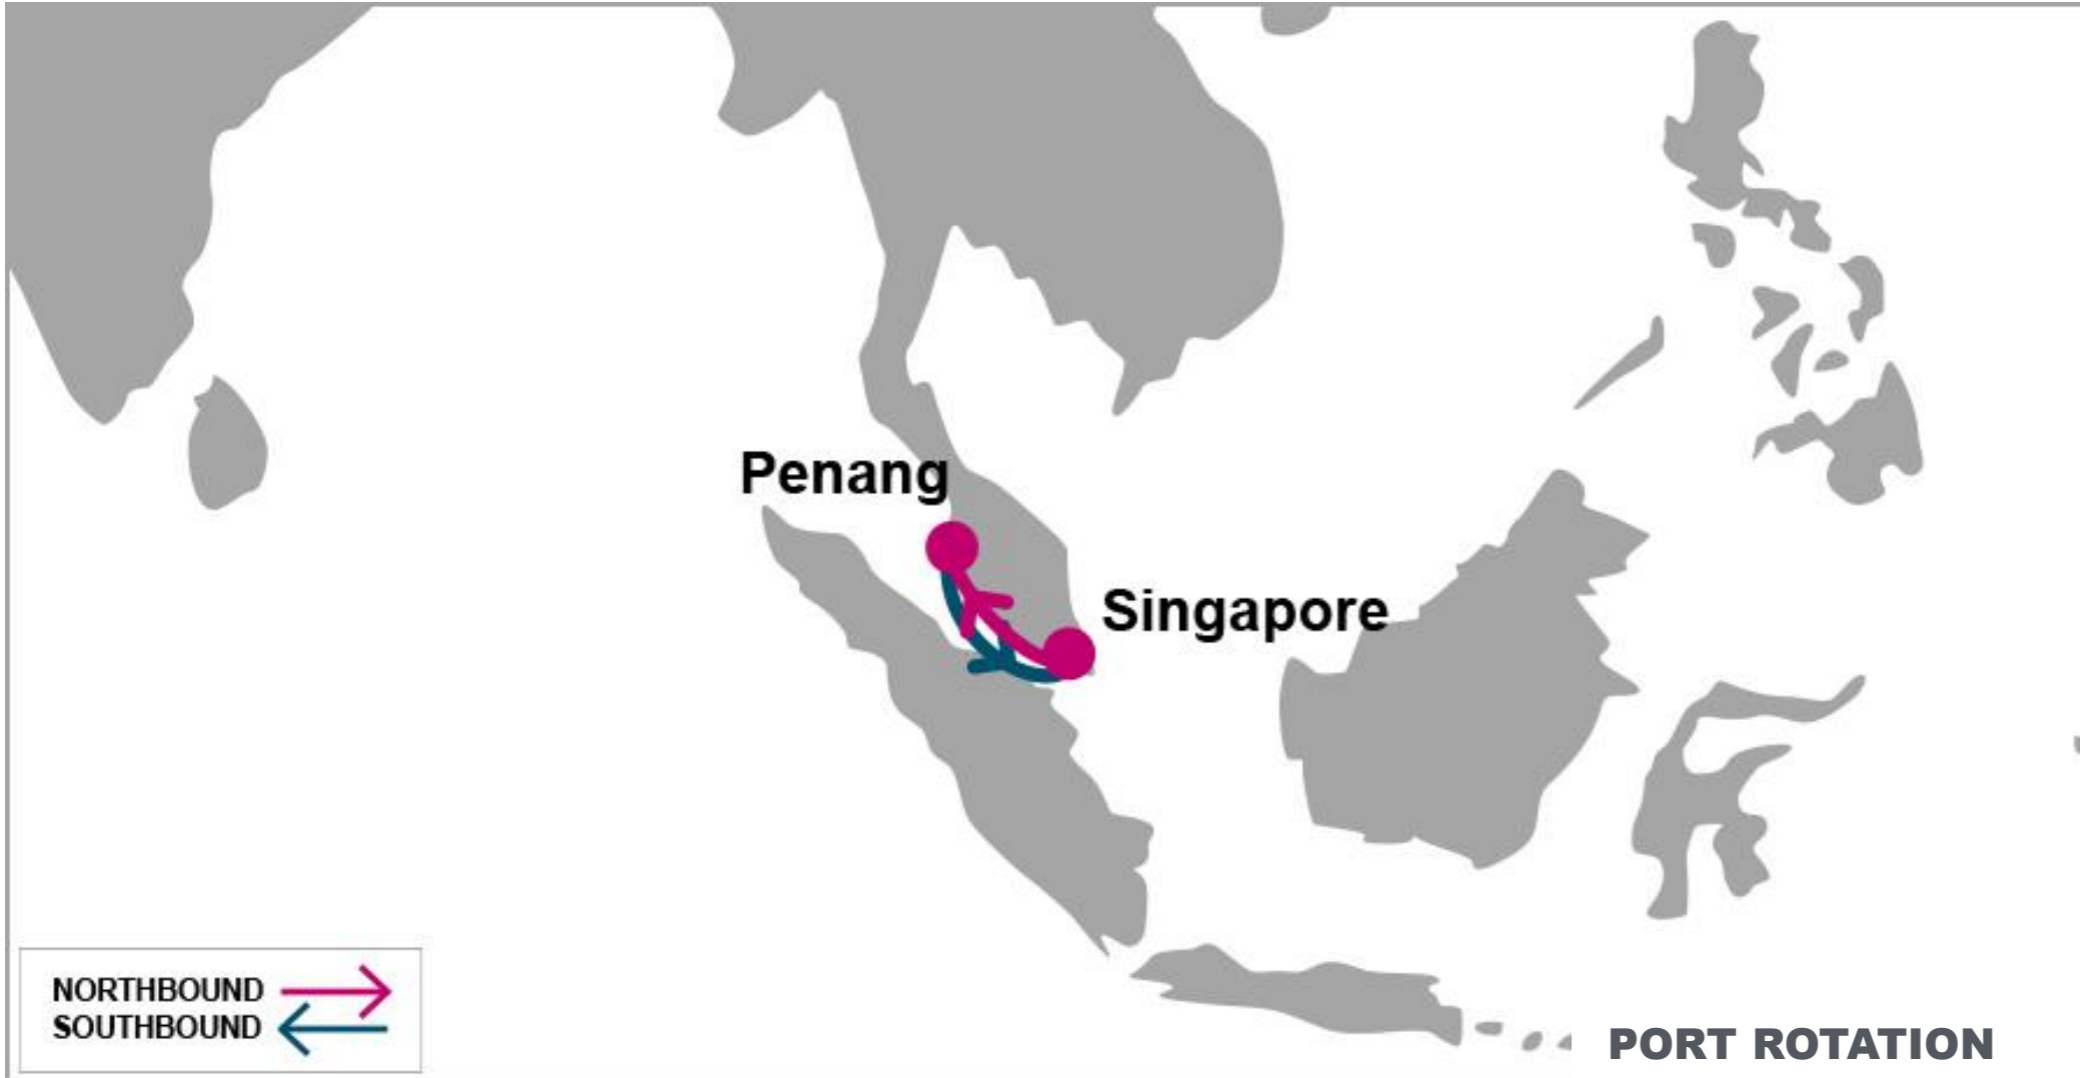 Penang
Singapore
NORTHBOUND
SOUTHBOUND
PORT ROTATION